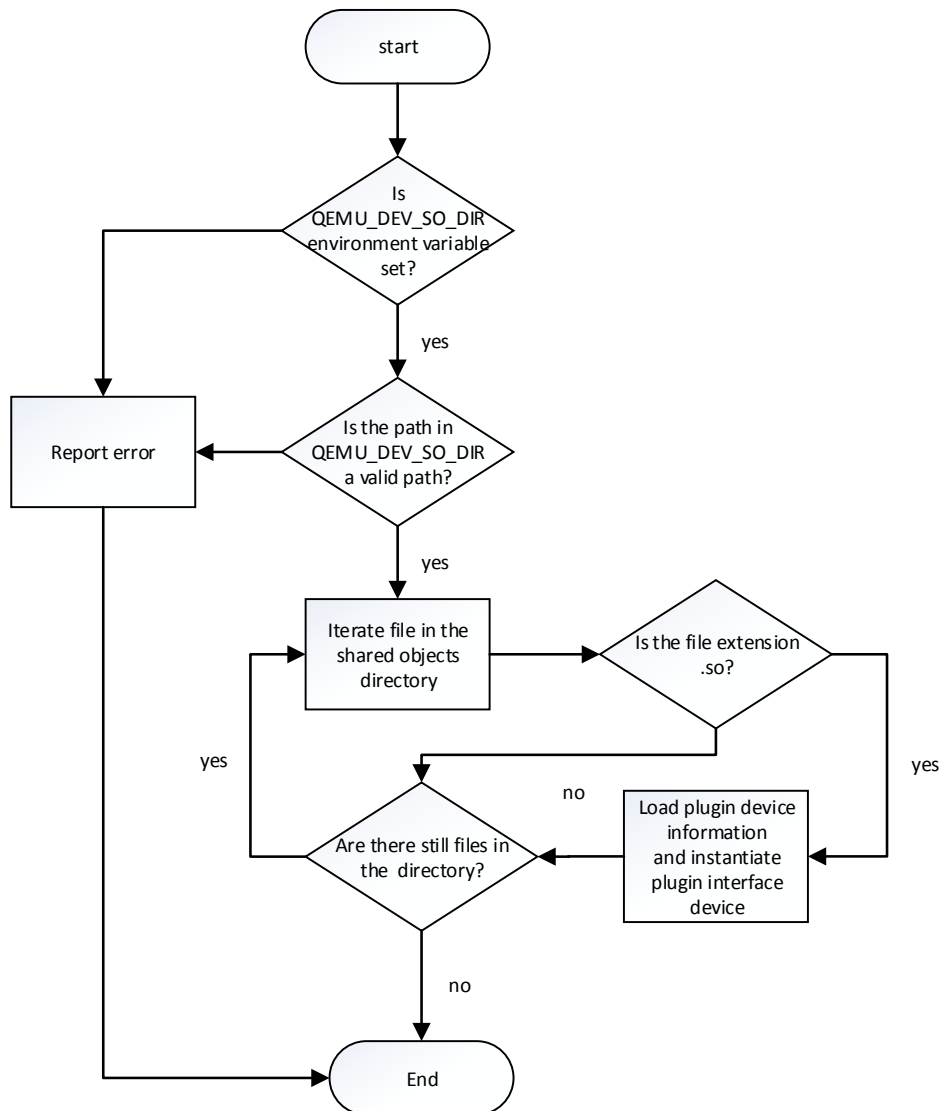 start
Is
QEMU_DEV_SO_DIR
environment variable
set?
yes
Report error
Is the path in
QEMU_DEV_SO_DIR
a valid path?
yes
Iterate file in the
shared objects
directory
Is the file extension
.so?
yes
yes
no
Are there still files in
the directory?
Load plugin device
information
and instantiate
plugin interface
device
no
End